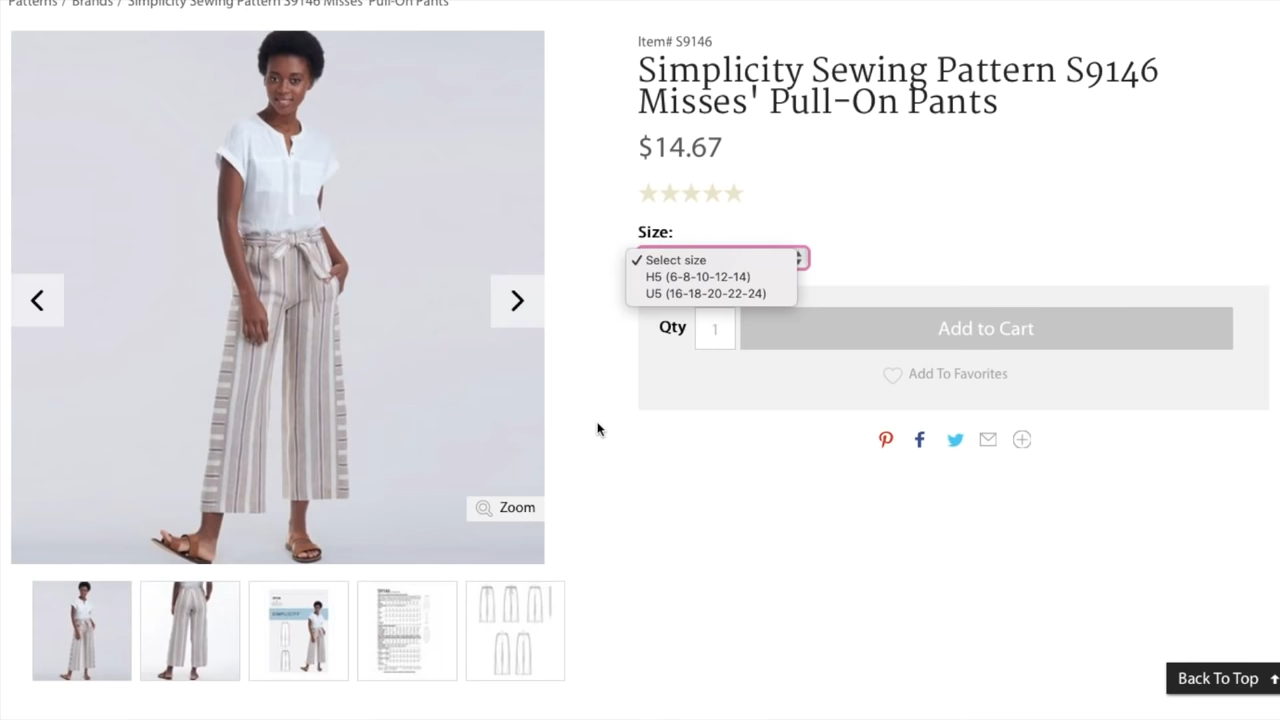 Patterns / Brands / Simplicity Sewing Pattern S9146 Misses' Pull-On Pants
Item# S9146
Simplicity Sewing Pattern S9146
Misses' Pull-On Pants
$14.67
Size:
✓ Select size
H5 (6-8-10-12-14)
U5 (16-18-20-22-24)
Qty 1 Add to Cart
Add To Favorites
Zoom
SIMPLICITY
Back To Top